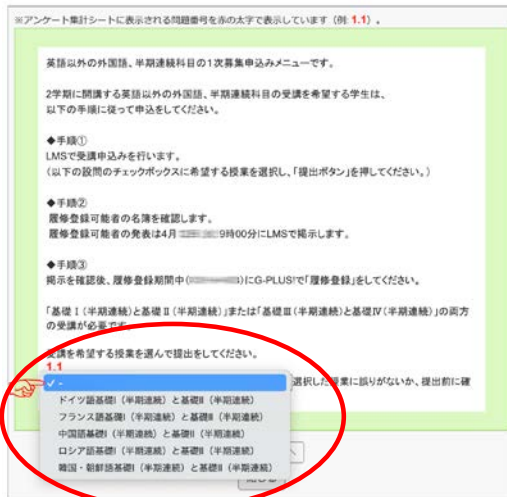 ※アンケート集計シートに表示される問題番号を赤の太字で表示しています（例: 1.1）。
英語以外の外国語、半期連続科目の1次募集申込みメニューです。
2学期に開講する英語以外の外国語、半期連続科目の受講を希望する学生は、
以下の手順に従って申込をしてください。
◆手順①
LMSで受講申込みを行います。
（以下の設問のチェックボックスに希望する授業を選択し、「提出ボタン」を押してください。）
◆手順②
履修登録可能者の名簿を確認します。
履修登録可能者の発表は4月 9時00分にLMSで掲示します。
◆手順③
掲示を確認後、履修登録期間中( )にG-PLUS!で「履修登録」をしてください。
「基礎Ⅰ（半期連続)と基礎Ⅱ（半期連続)」または「基礎Ⅲ（半期連続)と基礎Ⅳ（半期連続)」の両方
の受講が必要です。
受講を希望する授業を選んで提出をしてください。
1.1
✓ -
選択した授業に誤りがないか、提出前に確
ドイツ語基礎I（半期連続）と基礎II（半期連続）
フランス語基礎I（半期連続）と基礎II（半期連続）
中国語基礎I（半期連続）と基礎II（半期連続）
ロシア語基礎I（半期連続）と基礎II（半期連続）
韓国・朝鮮語基礎I（半期連続）と基礎II（半期連続）